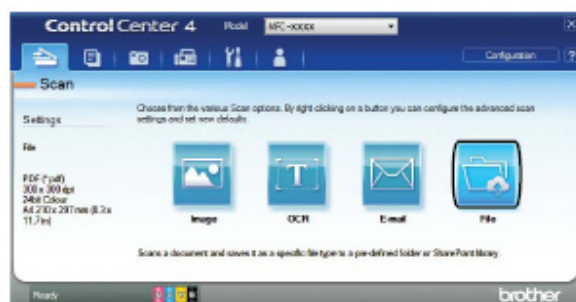 ControlCenter 4
Model
MFC-xxxxx
Configuration
?
Scan
Choose from the various Scan options. By right clicking on a button you can configure the advanced scan
settings and set new defaults.
Settings
File
PDF (*.pdf)
300 x 300 dpi
24bit Colour
A4 210 x 297 mm (8.3 x
11.7in)
Image
OCR
E-mail
File
Scans a document and saves it as a specific file type to a pre-defined folder or SharePoint library.
Ready
brother